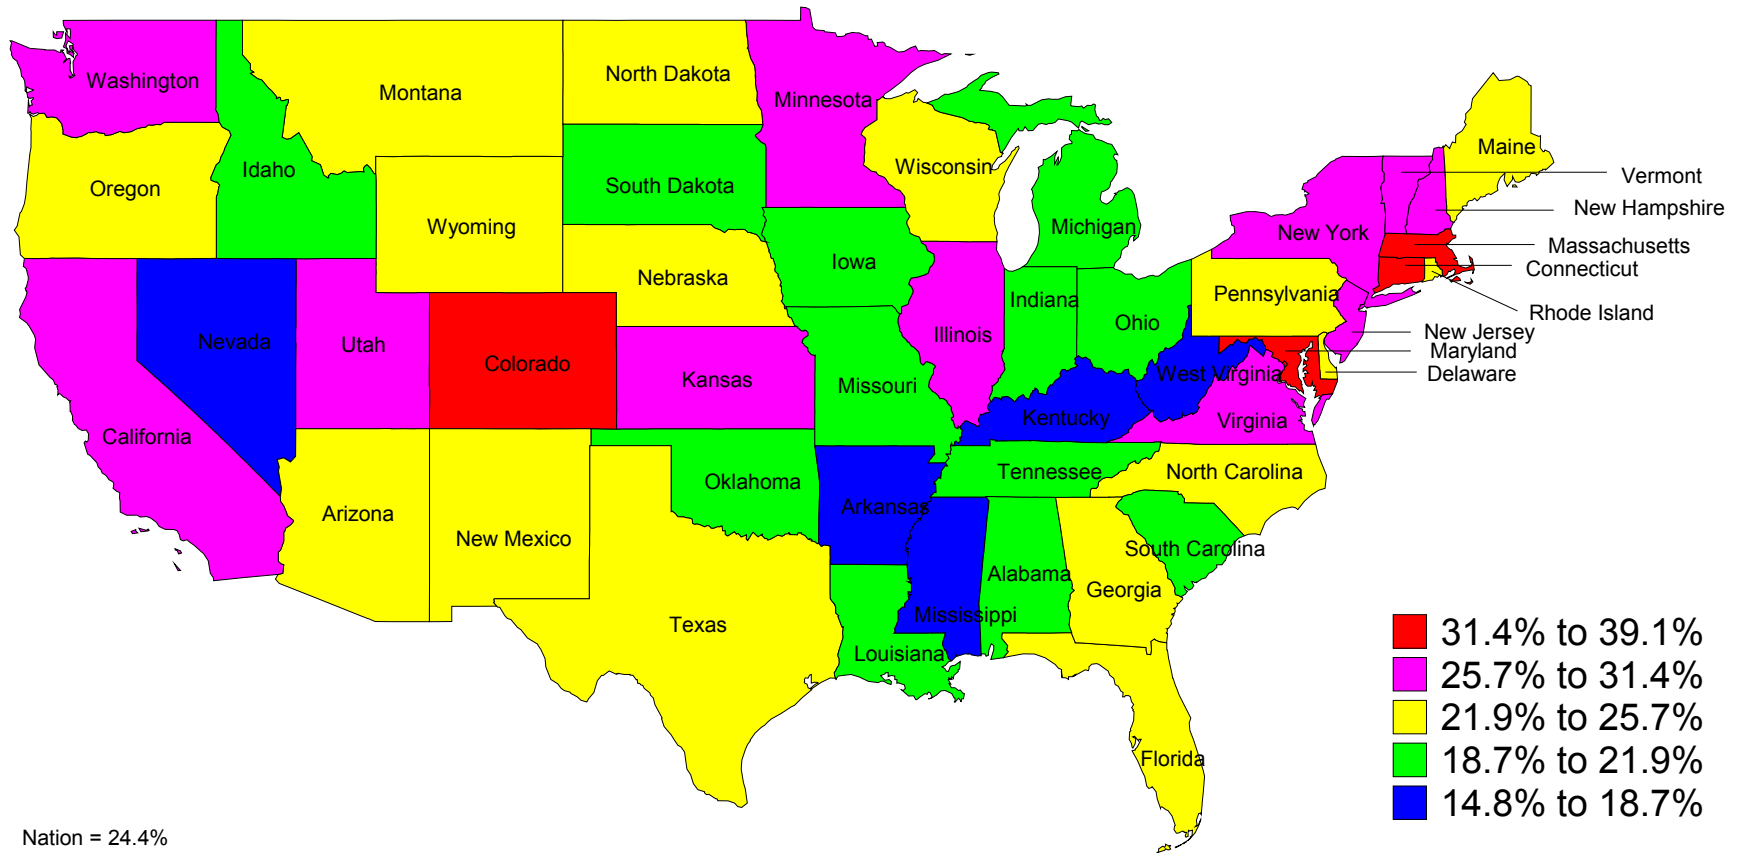 Washington
Montana
North Dakota
Minnesota
Maine
Idaho
Oregon
Wisconsin
Vermont
South Dakota
New Hampshire
Wyoming
Michigan
New York
Massachusetts
Iowa
Connecticut
Nebraska
Pennsylvania
Indiana
Rhode Island
Ohio
New Jersey
Nevada
Utah
Illinois
Maryland
Colorado
Kansas
Missouri
West Virginia
Delaware
California
Kentucky
Virginia
Tennessee
North Carolina
Oklahoma
Arizona
Arkansas
New Mexico
South Carolina
Alabama
Georgia
Mississippi
Texas
Louisiana
Florida
31.4% to 39.1%
25.7% to 31.4%
21.9% to 25.7%
18.7% to 21.9%
14.8% to 18.7%
Nation = 24.4%